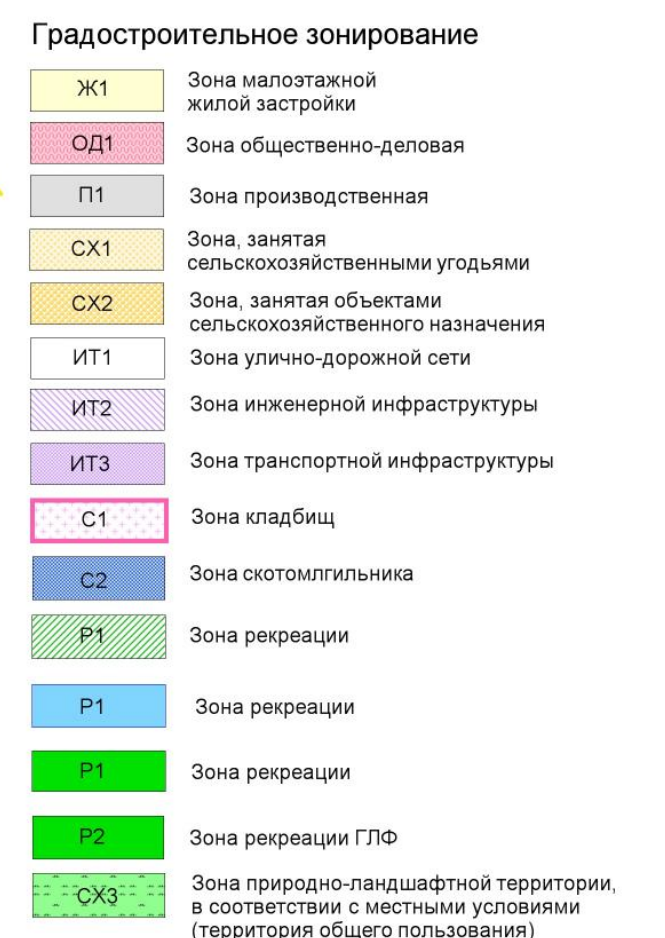 Градостроительное зонирование
Ж1 Зона малоэтажной
жилой застройки
ОД1 Зона общественно-деловая
П1 Зона производственная
СХ1 Зона, занятая
сельскохозяйственными угодьями
СХ2 Зона, занятая объектами
сельскохозяйственного назначения
ИТ1 Зона улично-дорожной сети
ИТ2 Зона инженерной инфраструктуры
ИТ3 Зона транспортной инфраструктуры
С1 Зона кладбищ
С2 Зона скотомлгильника
Р1 Зона рекреации
Р1 Зона рекреации
Р1 Зона рекреации
Р2 Зона рекреации ГЛФ
СХ3 Зона природно-ландшафтной территории,
в соответствии с местными условиями
(территория общего пользования)